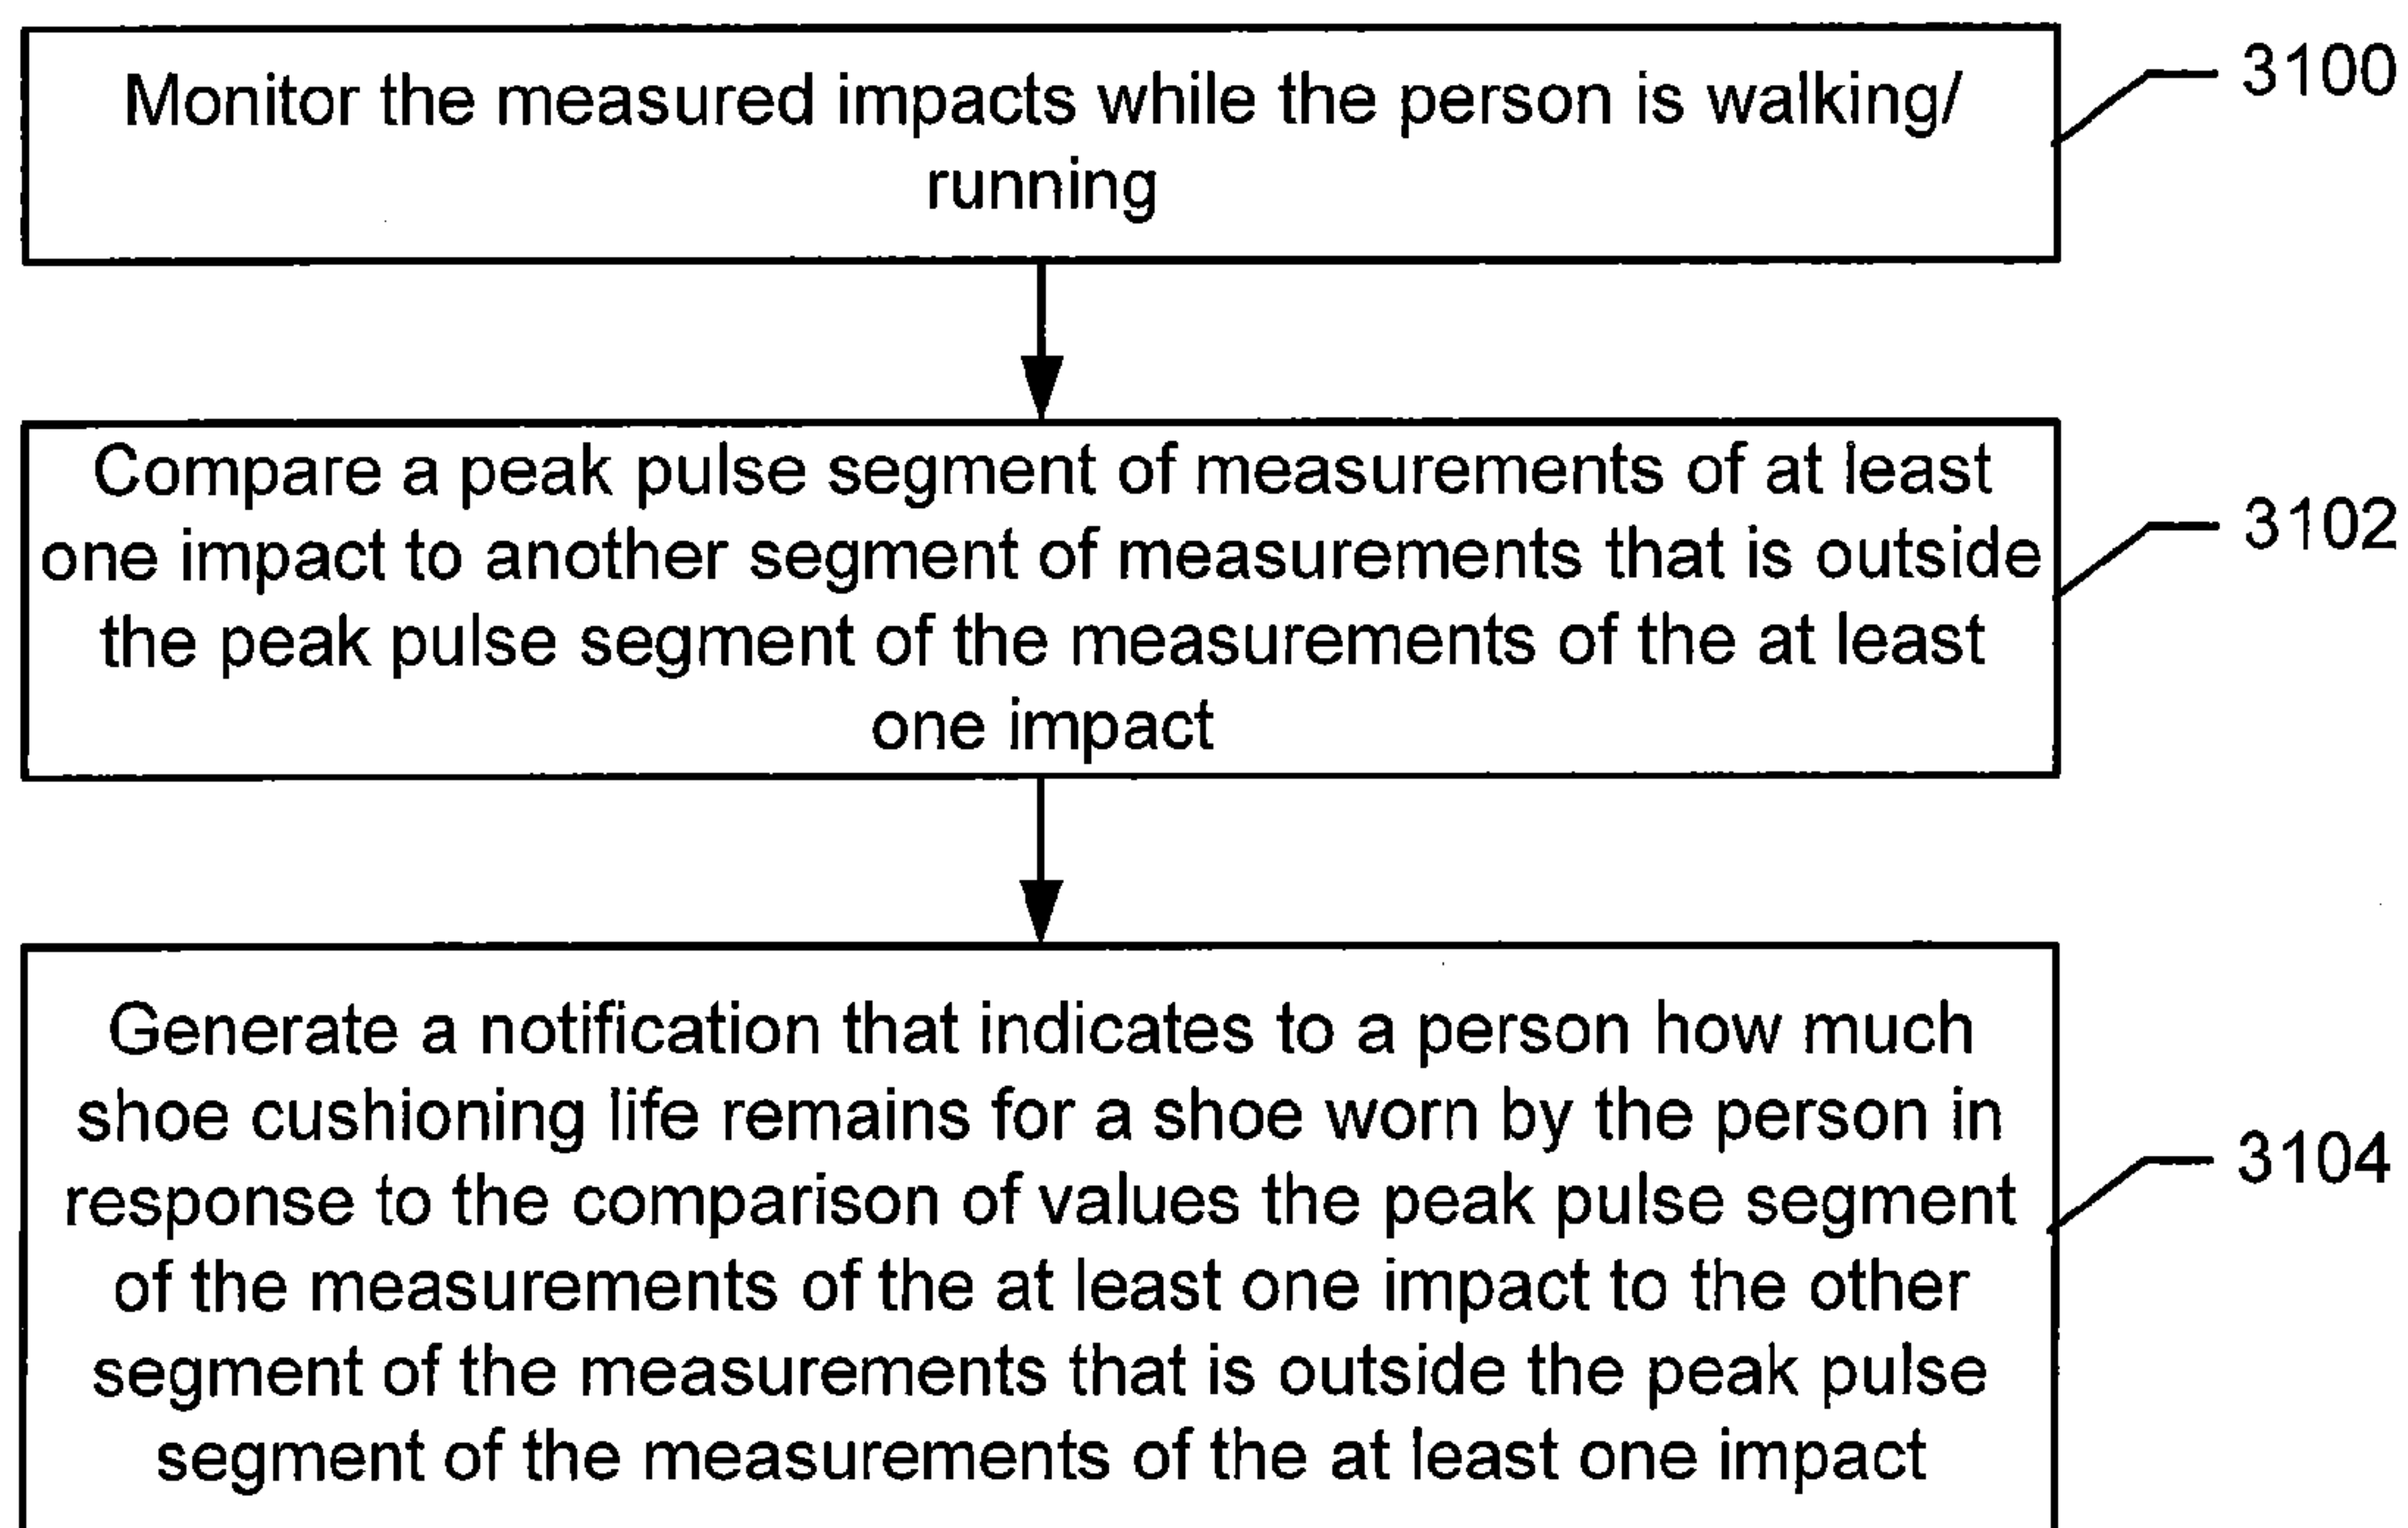 Monitor the measured impacts while the person is walking/
running
3100
Compare a peak pulse segment of measurements of at least
one impact to another segment of measurements that is outside
the peak pulse segment of the measurements of the at least
one impact
3102
Generate a notification that indicates to a person how much
shoe cushioning life remains for a shoe worn by the person in
response to the comparison of values the peak pulse segment
of the measurements of the at least one impact to the other
segment of the measurements that is outside the peak pulse
segment of the measurements of the at least one impact
3104